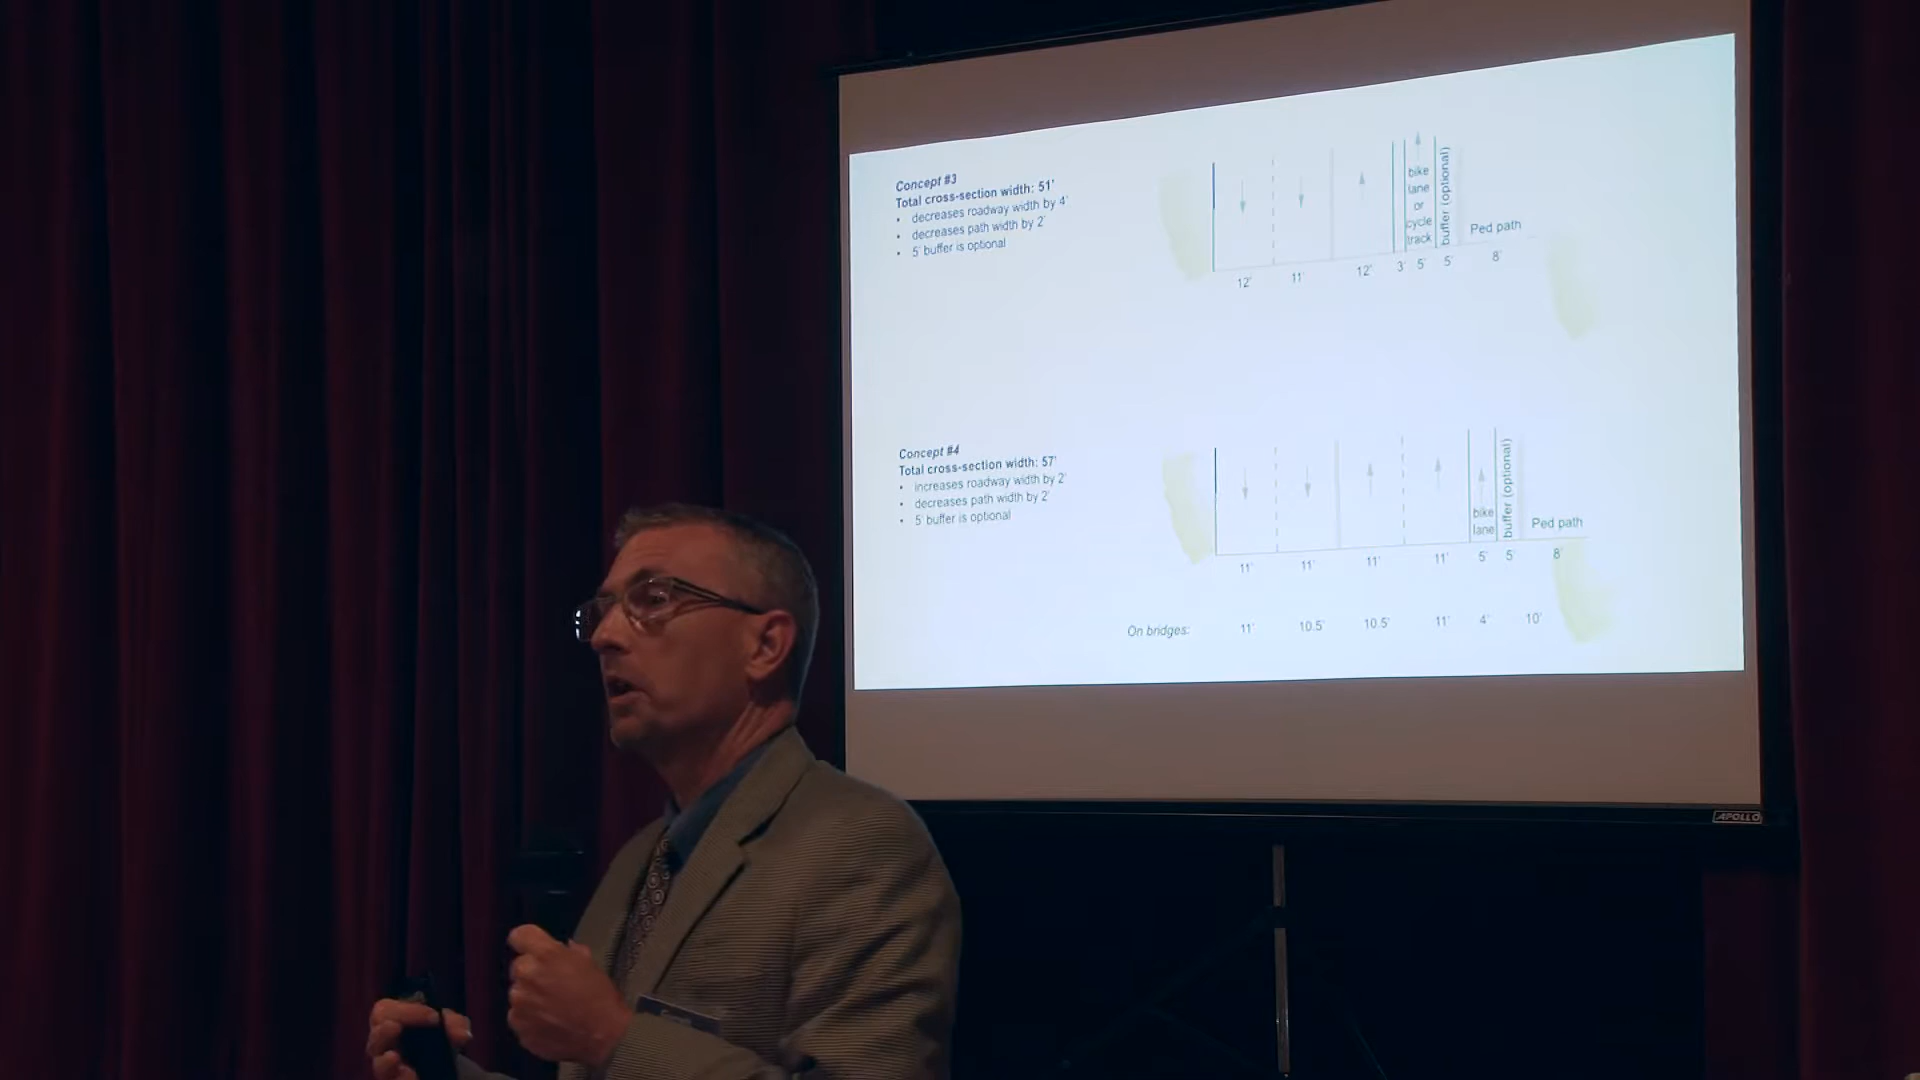 Concept #3
Total cross-section width: 51'
• decreases roadway width by 4'
• decreases path width by 2'
• 5' buffer is optional
bike
lane
or
cycle
track
buffer (optional)
Ped path
12' 11' 12' 3' 5' 5' 8'
Concept #4
Total cross-section width: 57'
• increases roadway width by 2'
• decreases path width by 2'
• 5' buffer is optional
bike
lane
buffer (optional)
Ped path
11' 11' 11' 11' 5' 5' 8'
On bridges: 11' 10.5' 10.5' 11' 4' 10'
APOLLO